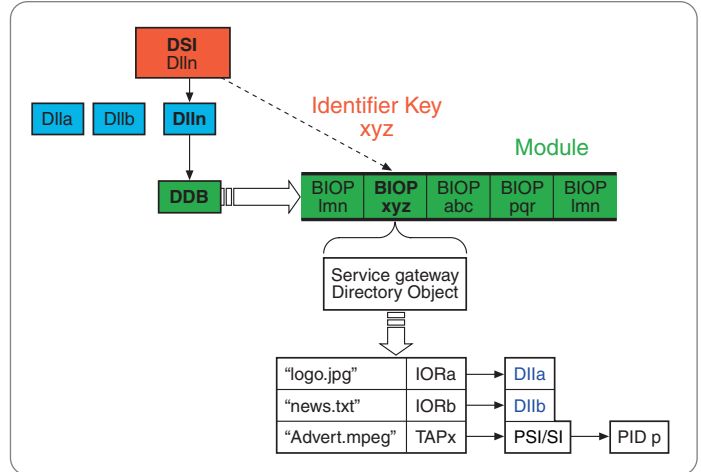 DSI
DIIn
DIIa
DIIb
DIIn
Identifier Key
xyz
Module
DDB
BIOP
lmn
BIOP
xyz
BIOP
abc
BIOP
pqr
BIOP
lmn
Service gateway
Directory Object
“logo.jpg”
IORa
DIIa
“news.txt”
IORb
DIIb
“Advert.mpeg”
TAPx
PSI/SI
PID p